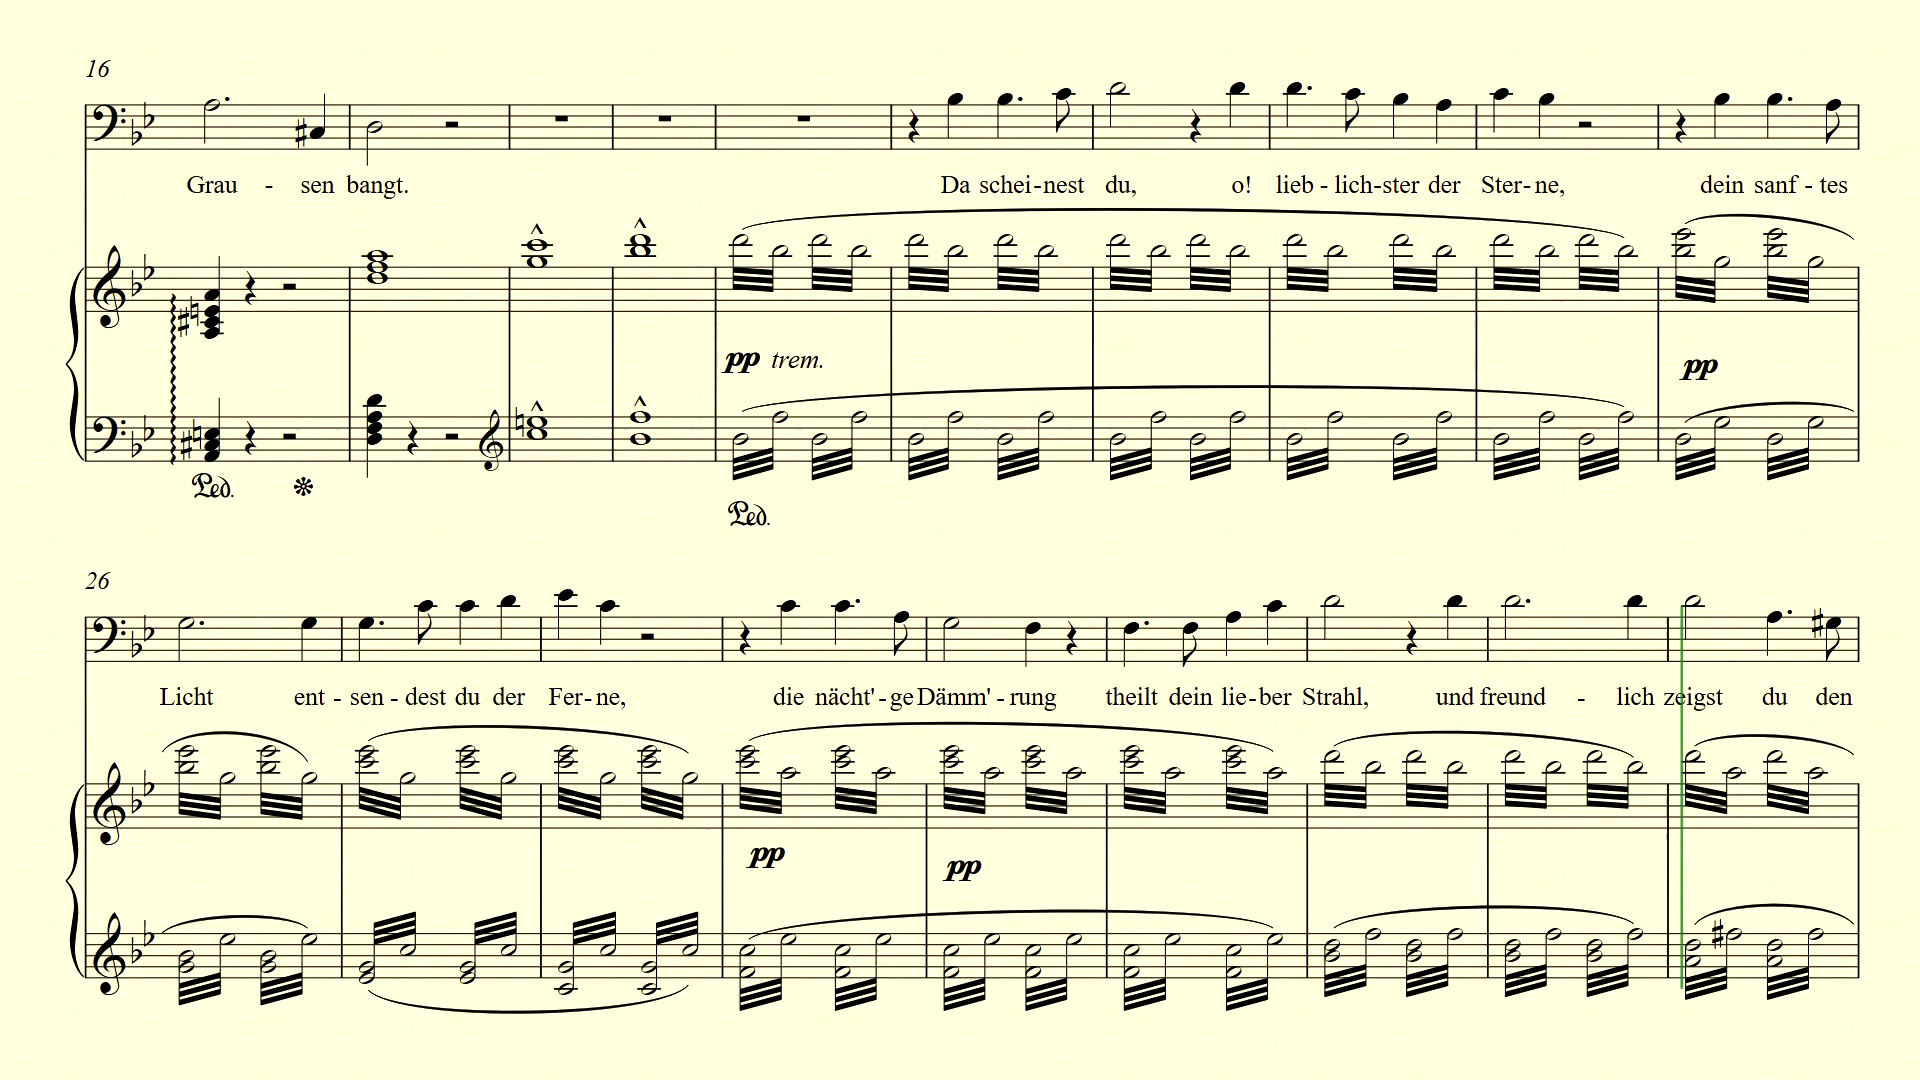 16
Grau - sen bangt. Da schei-nest du, o! lieb-lich-ster der Ster-ne, dein sanf-tes
pp trem. pp
Ped. *
Ped.
26
Licht ent-sen-dest du der Fer-ne, die nächt'-ge Dämm'-rung theilt dein lie-ber Strahl, und freund - lich zeigst du den
pp pp